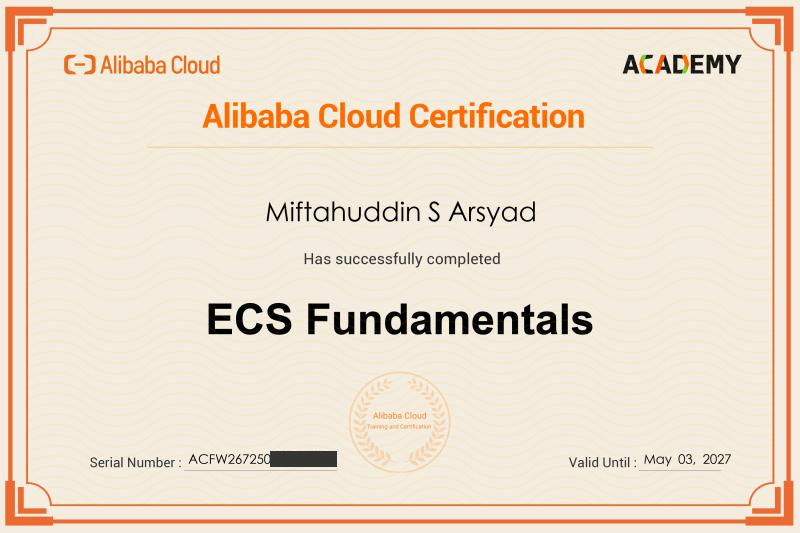 Alibaba Cloud
ACADEMY
Alibaba Cloud Certification
Miftahuddin S Arsyad
Has successfully completed
ECS Fundamentals
Alibaba Cloud
Training and Certification
Serial Number : ACFW267250
Valid Until : May 03, 2027